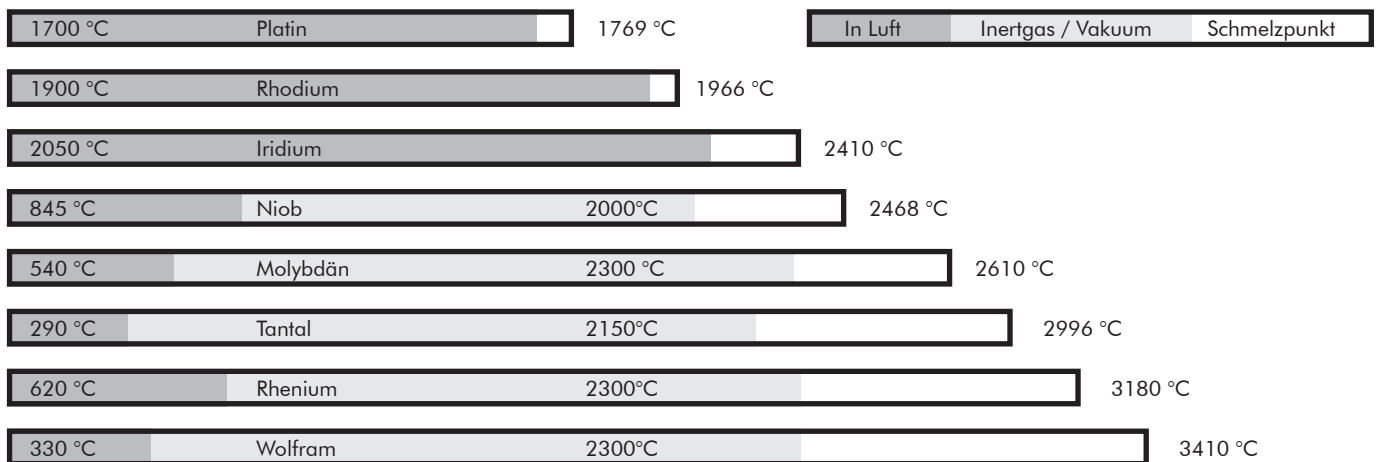 1700 °C Platin 1769 °C In Luft Inertgas / Vakuum Schmelzpunkt
1900 °C Rhodium 1966 °C
2050 °C Iridium 2410 °C
845 °C Niob 2000°C 2468 °C
540 °C Molybdän 2300 °C 2610 °C
290 °C Tantal 2150°C 2996 °C
620 °C Rhenium 2300°C 3180 °C
330 °C Wolfram 2300°C 3410 °C